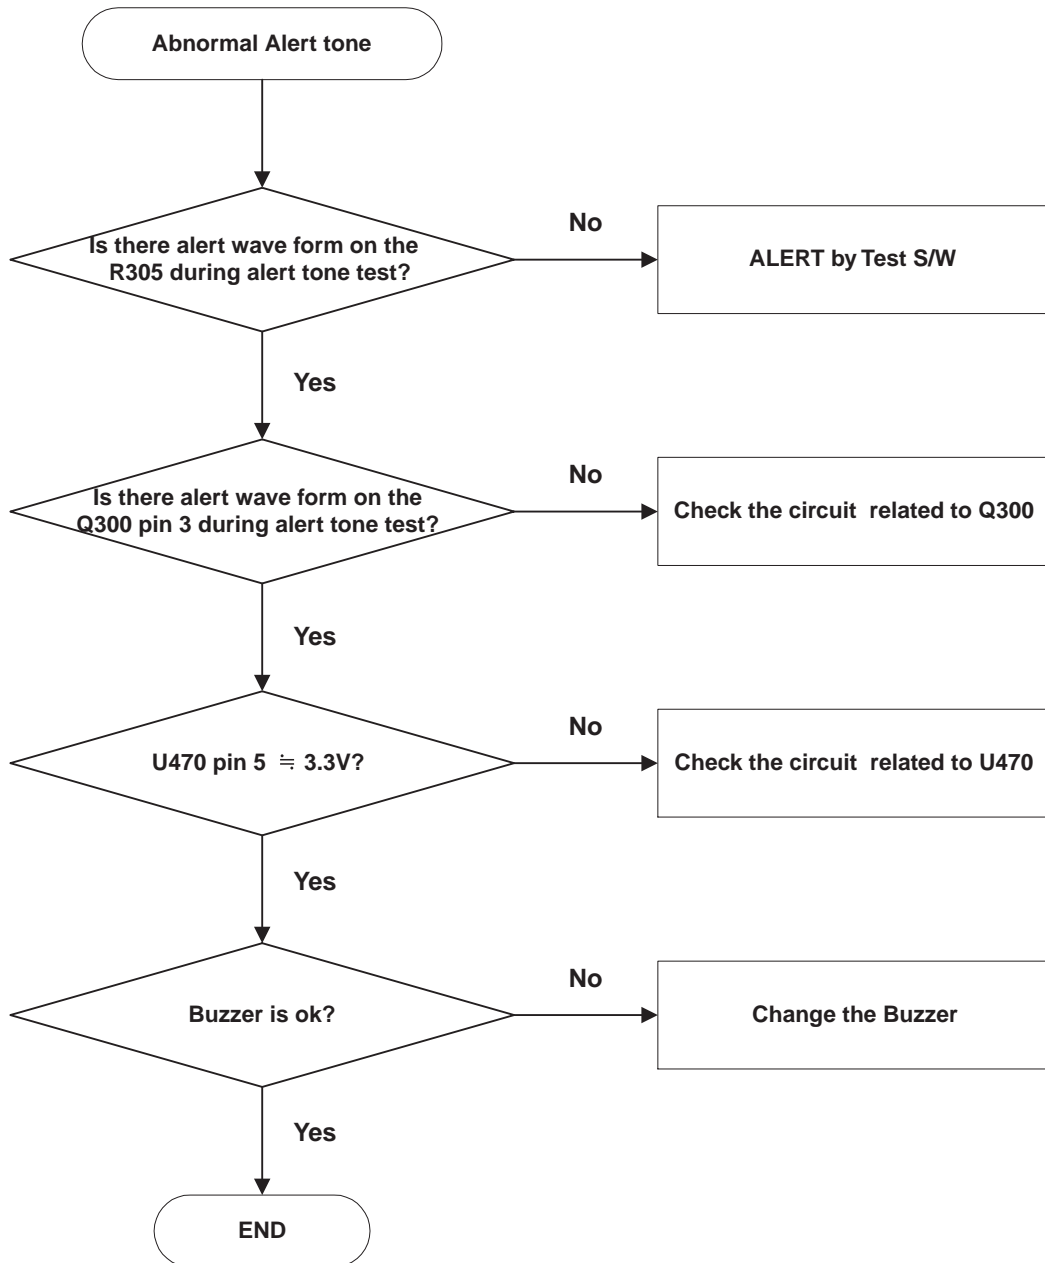 Abnormal Alert tone
Is there alert wave form on the
R305 during alert tone test?
No
ALERT by Test S/W
Yes
Is there alert wave form on the
Q300 pin 3 during alert tone test?
No
Check the circuit  related to Q300
Yes
U470 pin 5 ≒ 3.3V?
No
Check the circuit  related to U470
Yes
Buzzer is ok?
No
Change the Buzzer
Yes
END